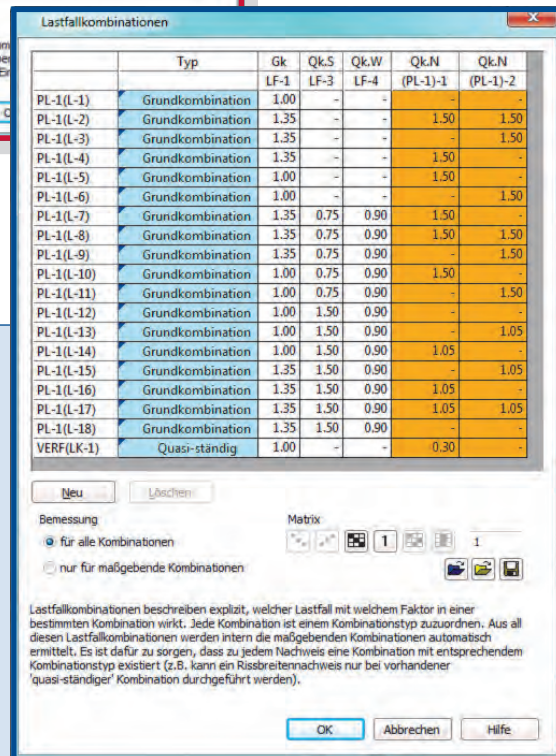 Lastfallkombinationen
Typ Gk Qk.S Qk.W Qk.N Qk.N
LF-1 LF-3 LF-4 (PL-1)-1 (PL-1)-2
PL-1(L-1) Grundkombination 1.00 - - - -
PL-1(L-2) Grundkombination 1.35 - - 1.50 1.50
PL-1(L-3) Grundkombination 1.35 - - - 1.50
PL-1(L-4) Grundkombination 1.35 - - 1.50 -
PL-1(L-5) Grundkombination 1.00 - - 1.50 -
PL-1(L-6) Grundkombination 1.00 - - - 1.50
PL-1(L-7) Grundkombination 1.35 0.75 0.90 1.50 -
PL-1(L-8) Grundkombination 1.35 0.75 0.90 1.50 1.50
PL-1(L-9) Grundkombination 1.35 0.75 0.90 - 1.50
PL-1(L-10) Grundkombination 1.00 0.75 0.90 1.50 -
PL-1(L-11) Grundkombination 1.00 0.75 0.90 - 1.50
PL-1(L-12) Grundkombination 1.00 1.50 0.90 - -
PL-1(L-13) Grundkombination 1.00 1.50 0.90 - 1.05
PL-1(L-14) Grundkombination 1.00 1.50 0.90 1.05 -
PL-1(L-15) Grundkombination 1.35 1.50 0.90 - 1.05
PL-1(L-16) Grundkombination 1.35 1.50 0.90 1.05 -
PL-1(L-17) Grundkombination 1.35 1.50 0.90 1.05 1.05
PL-1(L-18) Grundkombination 1.35 1.50 0.90 - -
VERF(LK-1) Quasi-ständig 1.00 - - 0.30 -
Neu Löschen
Bemessung Matrix
für alle Kombinationen 1 1
nur für maßgebende Kombinationen
Lastfallkombinationen beschreiben explizit, welcher Lastfall mit welchem Faktor in einer
bestimmten Kombination wirkt. Jede Kombination ist einem Kombinationstyp zuzuordnen. Aus all
diesen Lastfallkombinationen werden intern die maßgebenden Kombinationen automatisch
ermittelt. Es ist dafür zu sorgen, dass zu jedem Nachweis eine Kombination mit entsprechendem
Kombinationstyp existiert (z.B. kann ein Rissbreitennachweis nur bei vorhandener
'quasi-ständiger' Kombination durchgeführt werden).
OK Abbrechen Hilfe